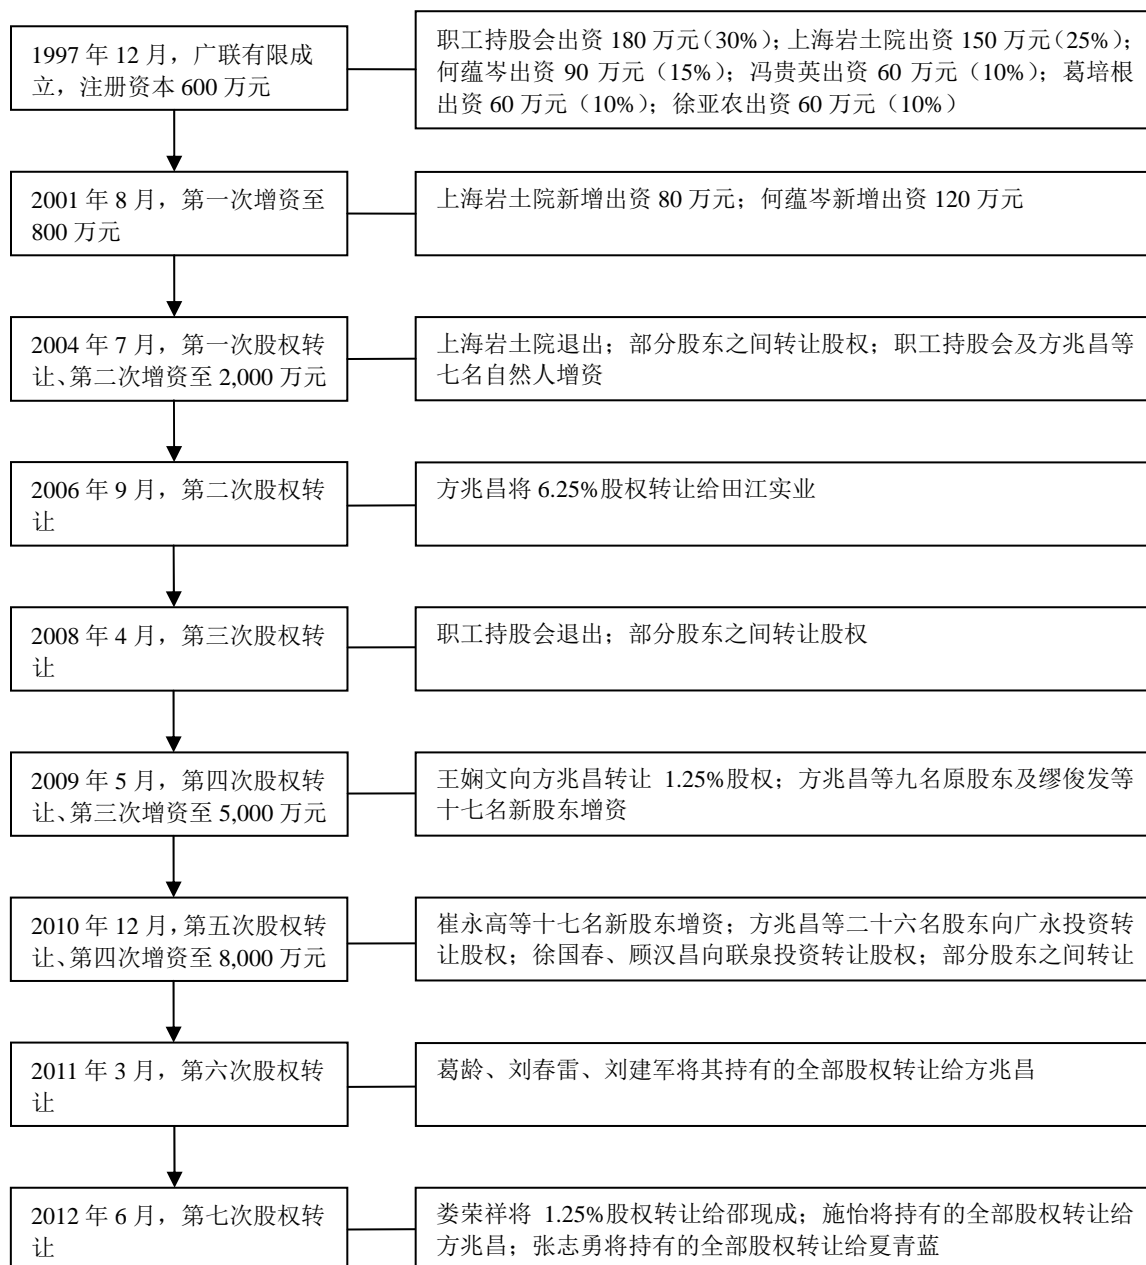 1997 年 12 月，广联有限成
立，注册资本 600 万元
职工持股会出资 180 万元（30%）；上海岩土院出资 150 万元（25%）；
何蕴岑出资 90 万元（15%）；冯贵英出资 60 万元（10%）；葛培根
出资 60 万元（10%）；徐亚农出资 60 万元（10%）
2001 年 8 月，第一次增资至
800 万元
上海岩土院新增出资 80 万元；何蕴岑新增出资 120 万元
2004 年 7 月，第一次股权转
让、第二次增资至 2,000 万元
上海岩土院退出；部分股东之间转让股权；职工持股会及方兆昌等
七名自然人增资
2006 年 9 月，第二次股权转
让
方兆昌将 6.25%股权转让给田江实业
2008 年 4 月，第三次股权转
让
职工持股会退出；部分股东之间转让股权
2009 年 5 月，第四次股权转
让、第三次增资至 5,000 万元
王娴文向方兆昌转让 1.25%股权；方兆昌等九名原股东及缪俊发等
十七名新股东增资
2010 年 12 月，第五次股权转
让、第四次增资至 8,000 万元
崔永高等十七名新股东增资；方兆昌等二十六名股东向广永投资转
让股权；徐国春、顾汉昌向联泉投资转让股权；部分股东之间转让
2011 年 3 月，第六次股权转
让
葛龄、刘春雷、刘建军将其持有的全部股权转让给方兆昌
2012 年 6 月，第七次股权转
让
娄荣祥将 1.25%股权转让给邵现成；施怡将持有的全部股权转让给
方兆昌；张志勇将持有的全部股权转让给夏青蓝